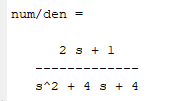 num/den =
2 s + 1
-------------
s^2 + 4 s + 4